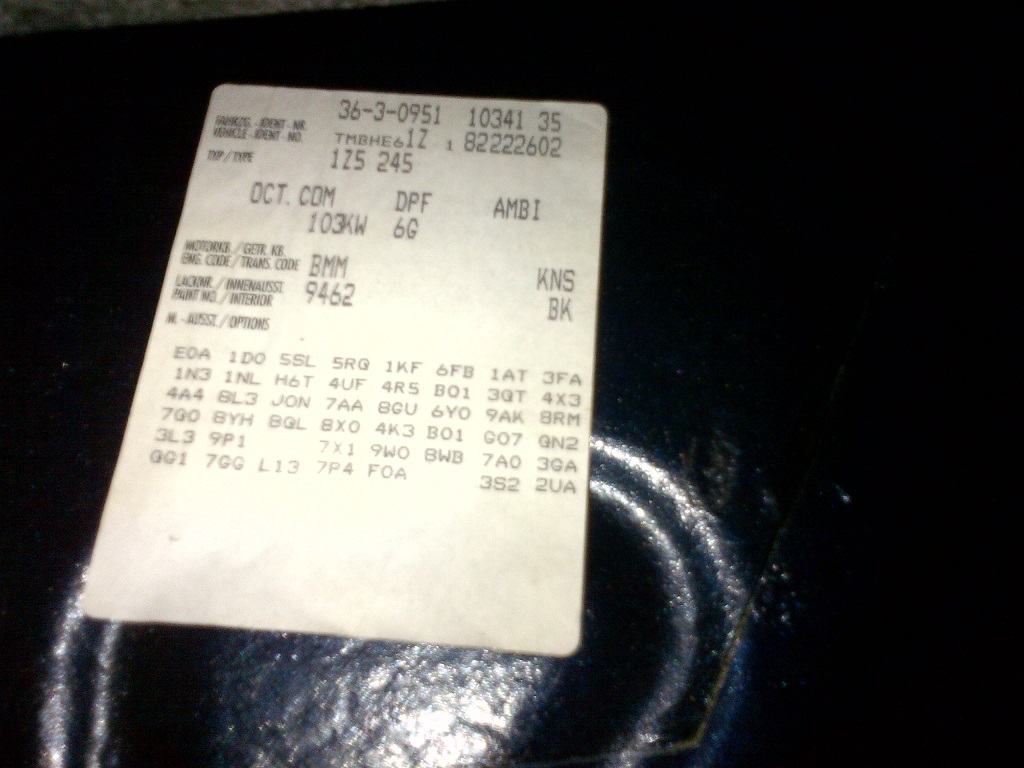 36-3-0951 10341 35
FAHRZG.-IDENT-NR.
VEHICLE-IDENT-NO. TMBHE61Z 1 82222602
TYP/TYPE 1Z5 245
OCT. COM DPF AMBI
103KW 6G
MOTORKB./GETR.KB.
ENG. CODE/TRANS. CODE BMM KNS
LACKNR./INNENAUSST.
PAINT NO./INTERIOR 9462 BK
M.-AUSST./OPTIONS
E0A 1D0 5SL 5RQ 1KF 6FB 1AT 3FA
1N3 1NL H6T 4UF 4R5 B01 3QT 4X3
4A4 8L3 J0N 7AA 8GU 6Y0 9AK 8RM
7G0 8YH 8QL 8X0 4K3 B01 G07 QN2
3L3 9P1 7X1 9W0 8WB 7A0 3GA
QG1 7GG L13 7P4 F0A 3S2 2UA